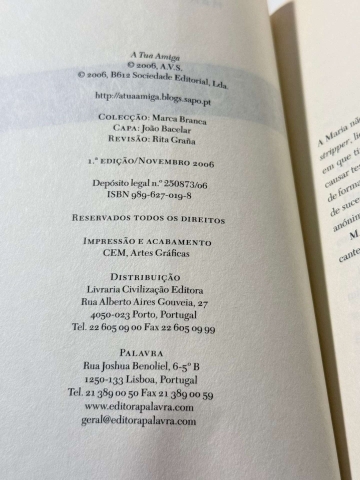 A Tua Amiga
© 2006, A.V.S.
© 2006, B612 Sociedade Editorial, Lda.
http://atuaamiga.blogs.sapo.pt
COLECÇÃO: Marca Branca
CAPA: João Bacelar
REVISÃO: Rita Graña
1.ª EDIÇÃO/NOVEMBRO 2006
Depósito legal n.º 250873/06
ISBN 989-627-019-8
RESERVADOS TODOS OS DIREITOS
IMPRESSÃO E ACABAMENTO
CEM, Artes Gráficas
DISTRIBUIÇÃO
Livraria Civilização Editora
Rua Alberto Aires Gouveia, 27
4050-023 Porto, Portugal
Tel. 22 605 09 00 Fax 22 605 09 99
PALAVRA
Rua Joshua Benoliel, 6-5º B
1250-133 Lisboa, Portugal
Tel. 21 389 00 50 Fax 21 389 00 59
www.editorapalavra.com
geral@editorapalavra.com
A Maria nã
stripper, li
em que ti
causar te
de form
de suce
anónin
M
cante